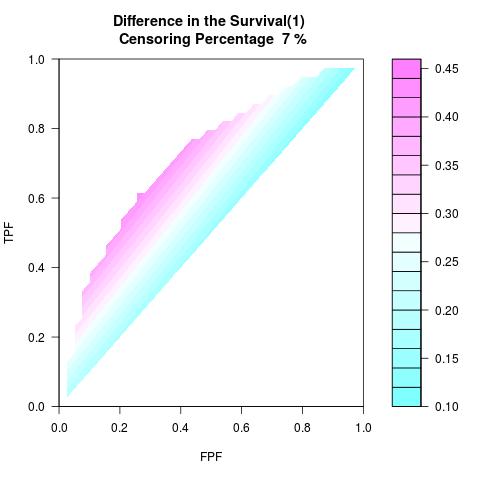 Difference in the Survival(1)
Censoring Percentage 7 %
1.0
0.8
0.6
0.4
0.2
0.0
TPF
0.0 0.2 0.4 0.6 0.8 1.0
FPF
0.45
0.40
0.35
0.30
0.25
0.20
0.15
0.10